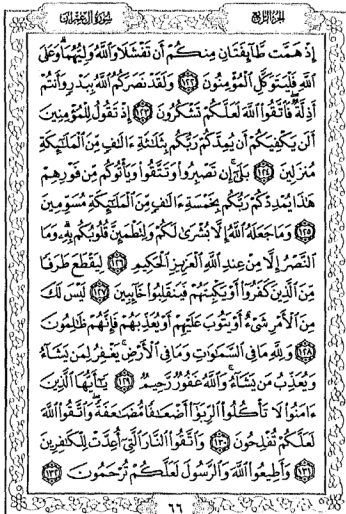 الجزء الرابع سورة آل عمران
إِذْ هَمَّت طَّآئِفَتَانِ مِنكُمْ أَن تَفْشَلَا وَٱللَّهُ وَلِيُّهُمَا وَعَلَى
ٱللَّهِ فَلْيَتَوَكَّلِ ٱلْمُؤْمِنُونَ ١٢٢ وَلَقَدْ نَصَرَكُمُ ٱللَّهُ بِبَدْرٍ وَأَنتُمْ
أَذِلَّةٌ فَٱتَّقُوا۟ ٱللَّهَ لَعَلَّكُمْ تَشْكُرُونَ ١٢٣ إِذْ تَقُولُ لِلْمُؤْمِنِينَ
أَلَن يَكْفِيَكُمْ أَن يُمِدَّكُمْ رَبُّكُم بِثَلَٰثَةِ ءَالَٰفٍ مِّنَ ٱلْمَلَٰٓئِكَةِ
مُنزَلِينَ ١٢٤ بَلَىٰٓ إِن تَصْبِرُوا۟ وَتَتَّقُوا۟ وَيَأْتُوكُم مِّن فَوْرِهِمْ
هَٰذَا يُمْدِدْكُمْ رَبُّكُم بِخَمْسَةِ ءَالَٰفٍ مِّنَ ٱلْمَلَٰٓئِكَةِ مُسَوِّمِينَ
١٢٥ وَمَا جَعَلَهُ ٱللَّهُ إِلَّا بُشْرَىٰ لَكُمْ وَلِتَطْمَئِنَّ قُلُوبُكُم بِهِۦ وَمَا
ٱلنَّصْرُ إِلَّا مِنْ عِندِ ٱللَّهِ ٱلْعَزِيزِ ٱلْحَكِيمِ ١٢٦ لِيَقْطَعَ طَرَفًا
مِّنَ ٱلَّذِينَ كَفَرُوٓا۟ أَوْ يَكْبِتَهُمْ فَيَنقَلِبُوا۟ خَآئِبِينَ ١٢٧ لَيْسَ لَكَ
مِنَ ٱلْأَمْرِ شَىْءٌ أَوْ يَتُوبَ عَلَيْهِمْ أَوْ يُعَذِّبَهُمْ فَإِنَّهُمْ ظَٰلِمُونَ
١٢٨ وَلِلَّهِ مَا فِى ٱلسَّمَٰوَٰتِ وَمَا فِى ٱلْأَرْضِ يَغْفِرُ لِمَن يَشَآءُ
وَيُعَذِّبُ مَن يَشَآءُ وَٱللَّهُ غَفُورٌ رَّحِيمٌ ١٢٩ يَٰٓأَيُّهَا ٱلَّذِينَ
ءَامَنُوا۟ لَا تَأْكُلُوا۟ ٱلرِّبَوٰٓا۟ أَضْعَٰفًا مُّضَٰعَفَةً وَٱتَّقُوا۟ ٱللَّهَ
لَعَلَّكُمْ تُفْلِحُونَ ١٣٠ وَٱتَّقُوا۟ ٱلنَّارَ ٱلَّتِىٓ أُعِدَّتْ لِلْكَٰفِرِينَ
١٣١ وَأَطِيعُوا۟ ٱللَّهَ وَٱلرَّسُولَ لَعَلَّكُمْ تُرْحَمُونَ ١٣٢
٦٦